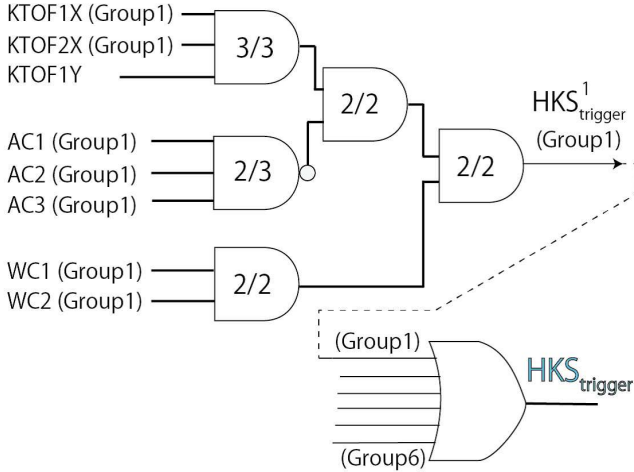 KTOF1X (Group1)
KTOF2X (Group1)
KTOF1Y
3/3
2/2
AC1 (Group1)
AC2 (Group1)
AC3 (Group1)
2/3
HKS¹trigger
(Group1)
2/2
WC1 (Group1)
WC2 (Group1)
2/2
(Group1)
HKStrigger
(Group6)